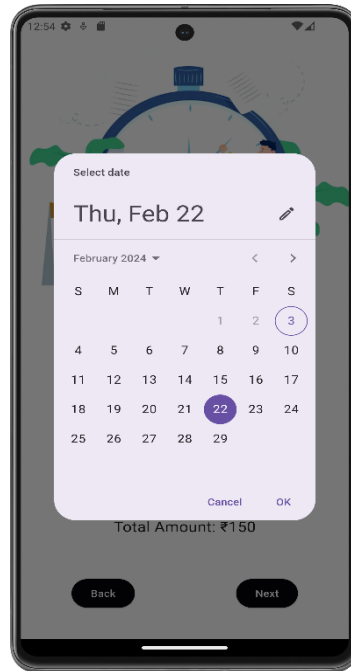 12:54
Select date
Thu, Feb 22
February 2024
S M T W T F S
1 2 3
4 5 6 7 8 9 10
11 12 13 14 15 16 17
18 19 20 21 22 23 24
25 26 27 28 29
Cancel OK
Total Amount: ₹150
Back Next